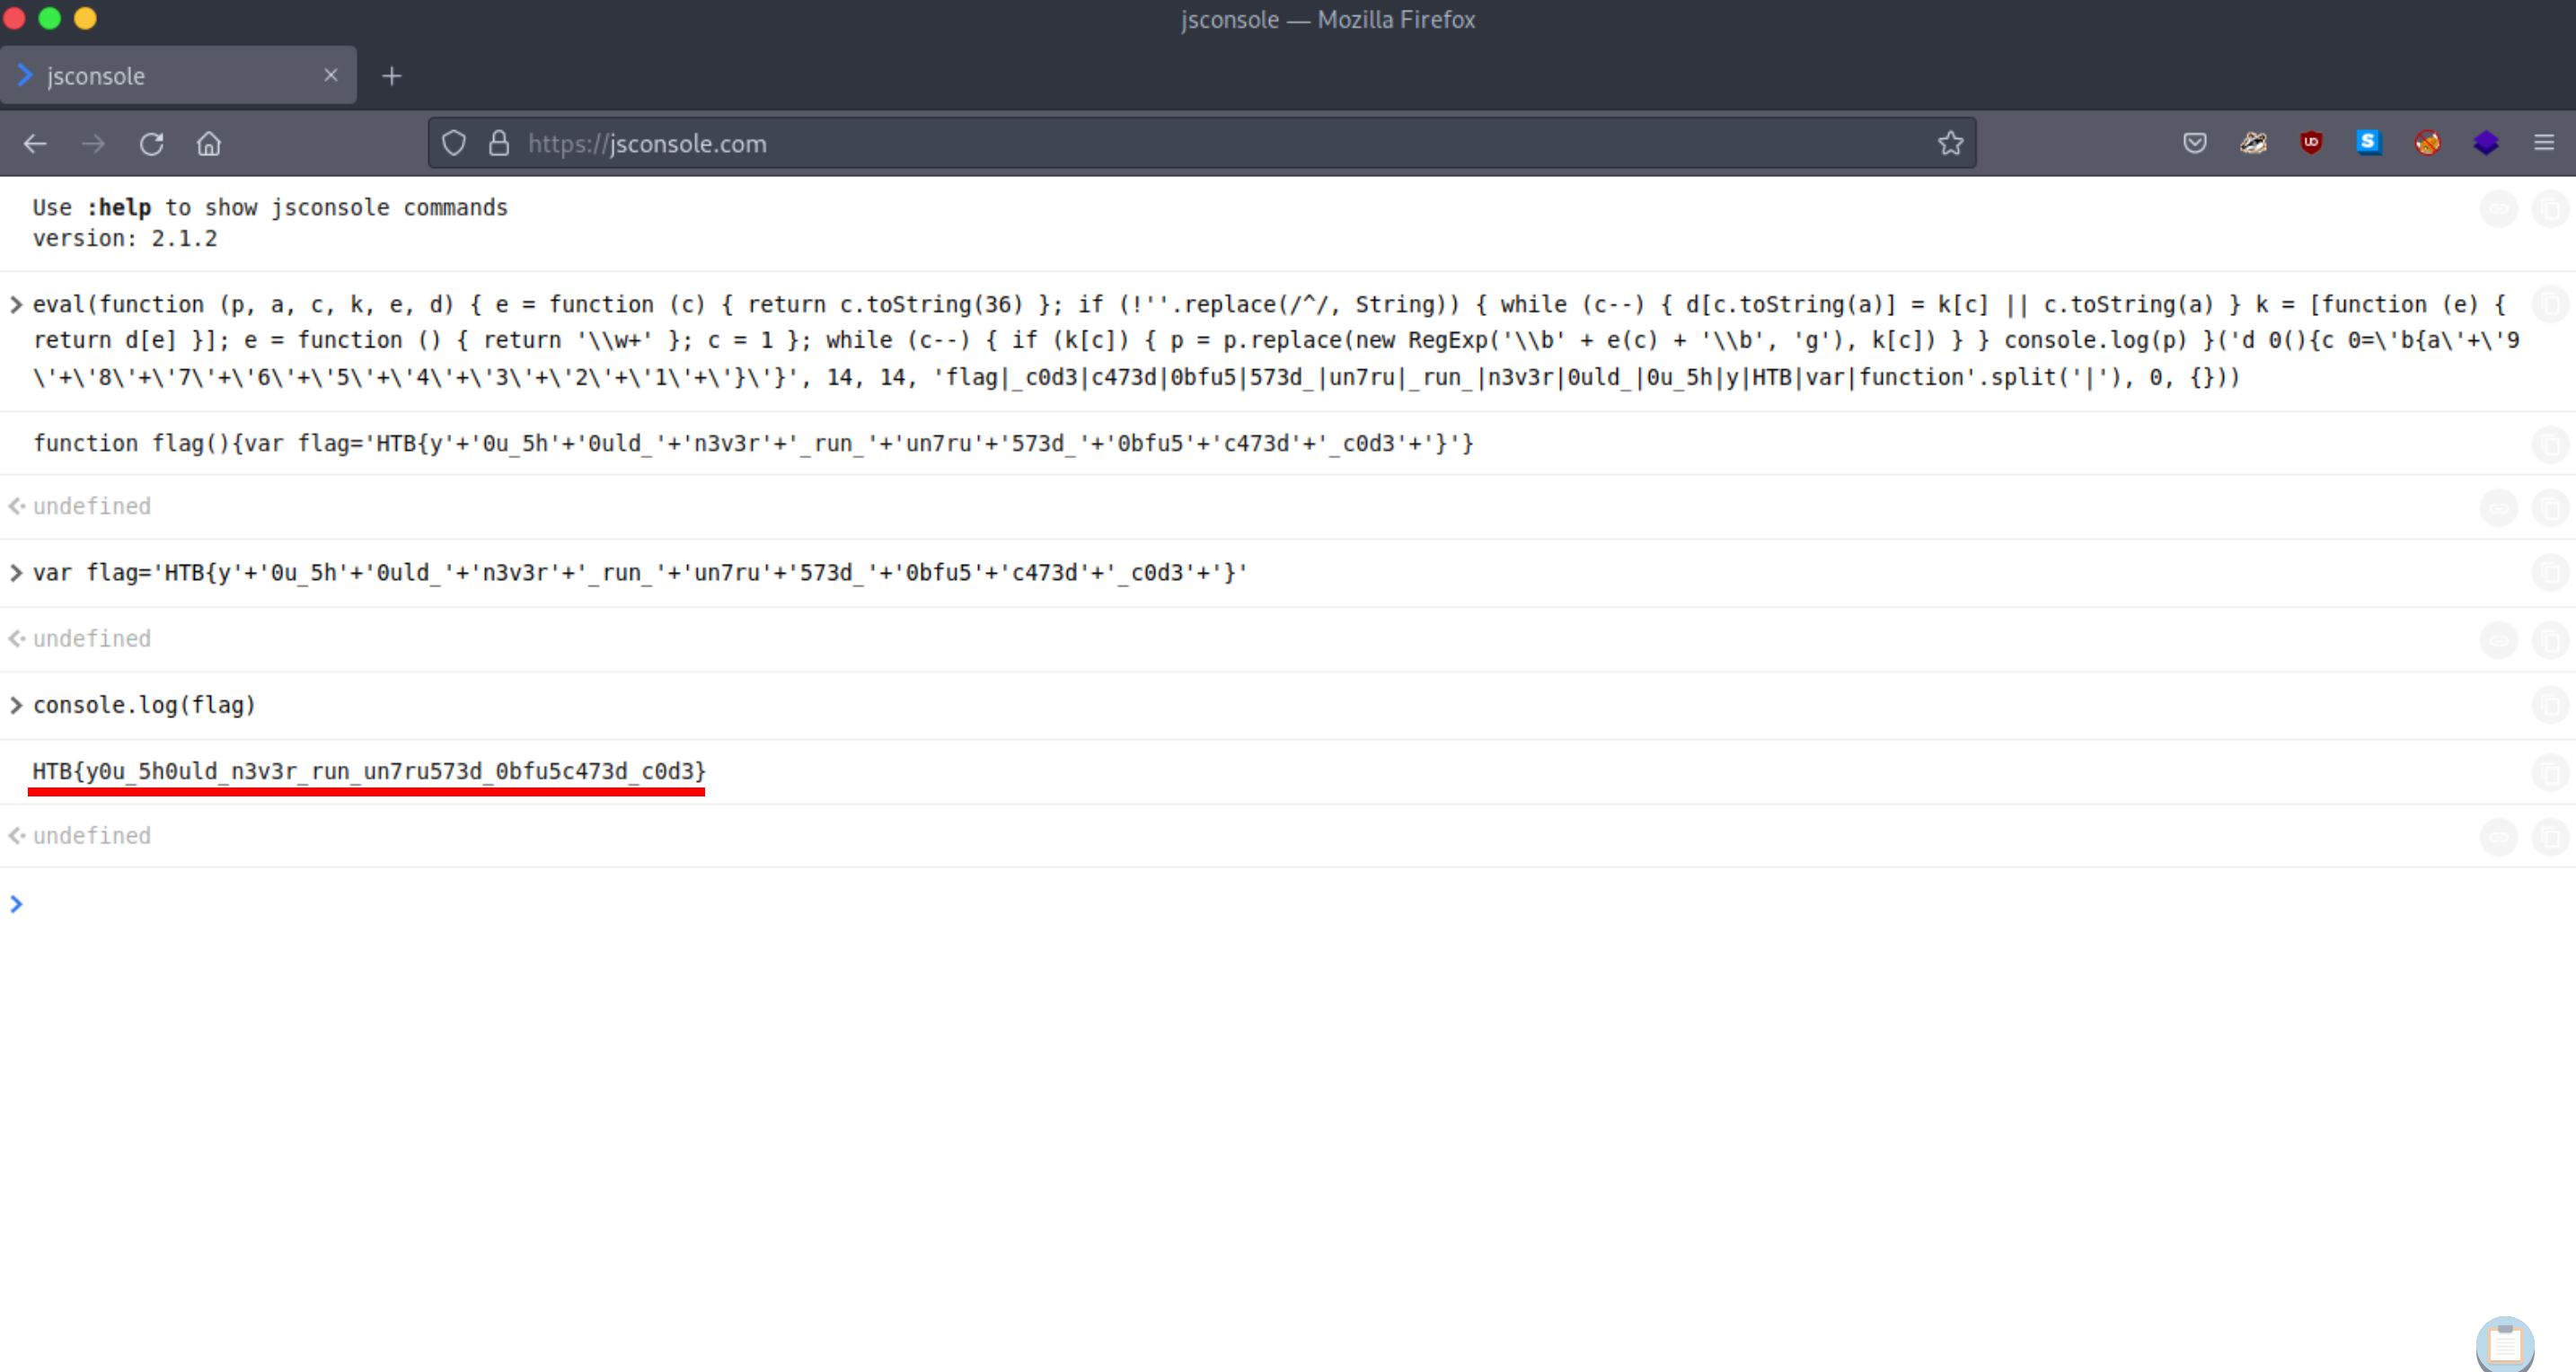 jsconsole — Mozilla Firefox
jsconsole
https://jsconsole.com
Use :help to show jsconsole commands
version: 2.1.2
eval(function (p, a, c, k, e, d) { e = function (c) { return c.toString(36) }; if (!''.replace(/^/, String)) { while (c--) { d[c.toString(a)] = k[c] || c.toString(a) } k = [function (e) {
return d[e] }]; e = function () { return '\\w+' }; c = 1 }; while (c--) { if (k[c]) { p = p.replace(new RegExp('\\b' + e(c) + '\\b', 'g'), k[c]) } } console.log(p) }('d 0(){c 0=\'b{a\'+\'9
\'+\'8\'+\'7\'+\'6\'+\'5\'+\'4\'+\'3\'+\'2\'+\'1\'+\'}\'}', 14, 14, 'flag|_c0d3|c473d|0bfu5|573d_|un7ru|_run_|n3v3r|0uld_|0u_5h|y|HTB|var|function'.split('|'), 0, {}))
function flag(){var flag='HTB{y'+'0u_5h'+'0uld_'+'n3v3r'+'_run_'+'un7ru'+'573d_'+'0bfu5'+'c473d'+'_c0d3'+'}'}
undefined
var flag='HTB{y'+'0u_5h'+'0uld_'+'n3v3r'+'_run_'+'un7ru'+'573d_'+'0bfu5'+'c473d'+'_c0d3'+'}'
undefined
console.log(flag)
HTB{y0u_5h0uld_n3v3r_run_un7ru573d_0bfu5c473d_c0d3}
undefined